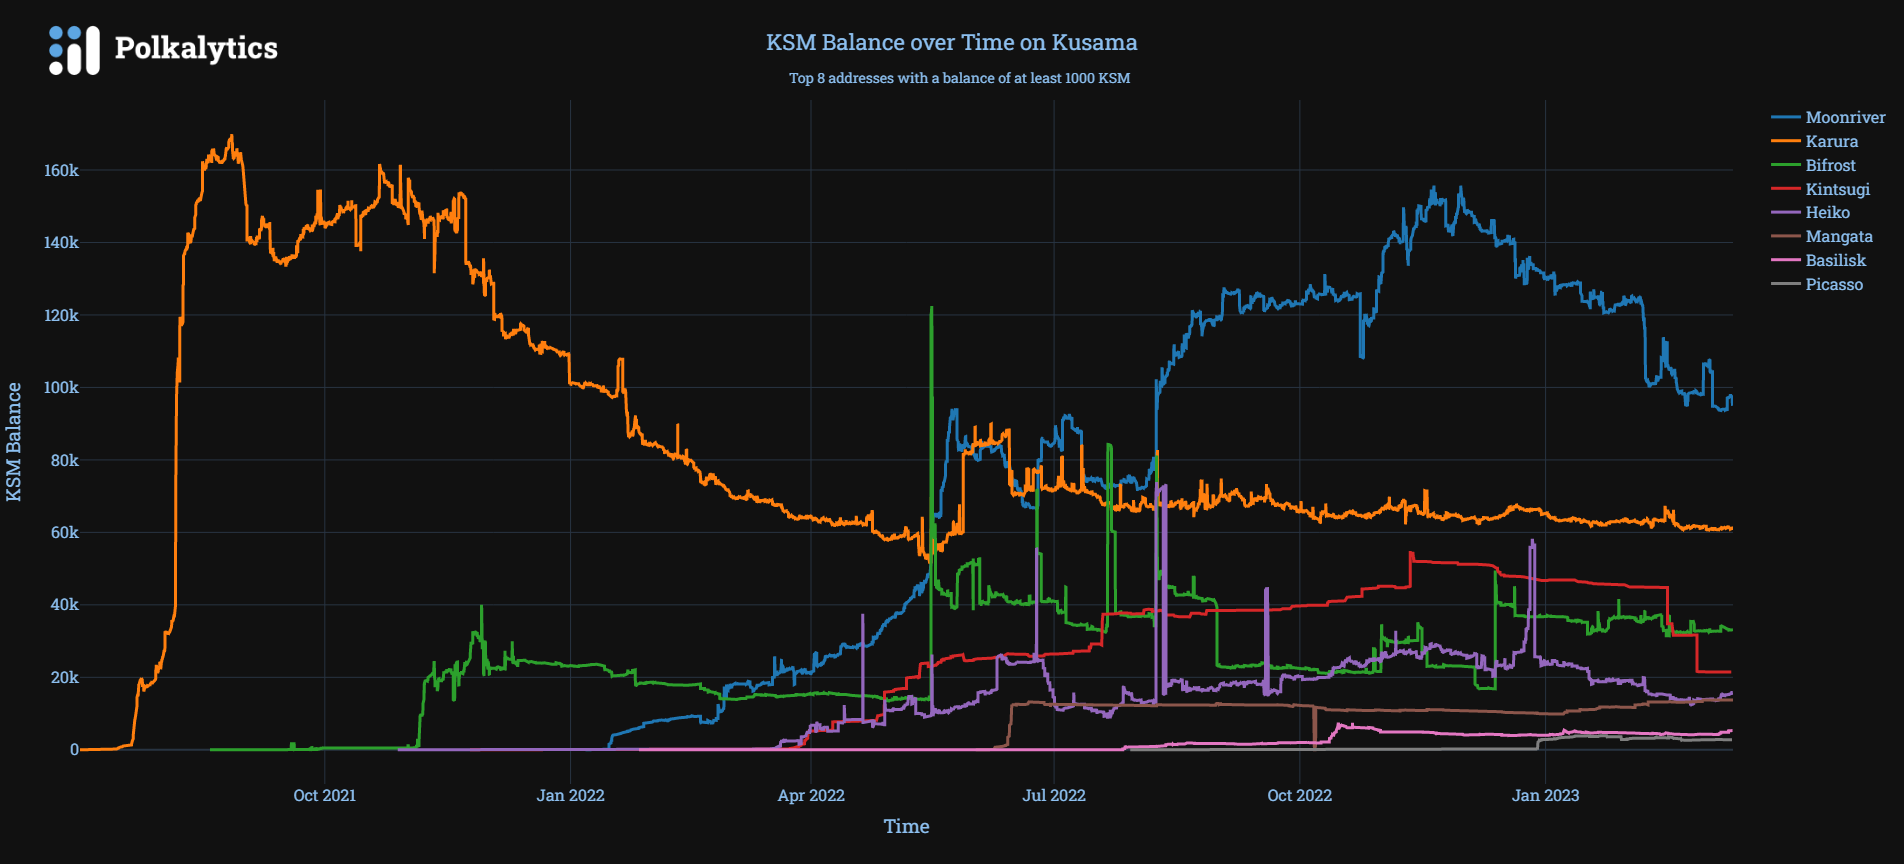 Polkalytics
KSM Balance over Time on Kusama
Top 8 addresses with a balance of at least 1000 KSM
Moonriver
Karura
Bifrost
Kintsugi
Heiko
Mangata
Basilisk
Picasso
KSM Balance
160k
140k
120k
100k
80k
60k
40k
20k
0
Oct 2021
Jan 2022
Apr 2022
Jul 2022
Oct 2022
Jan 2023
Time